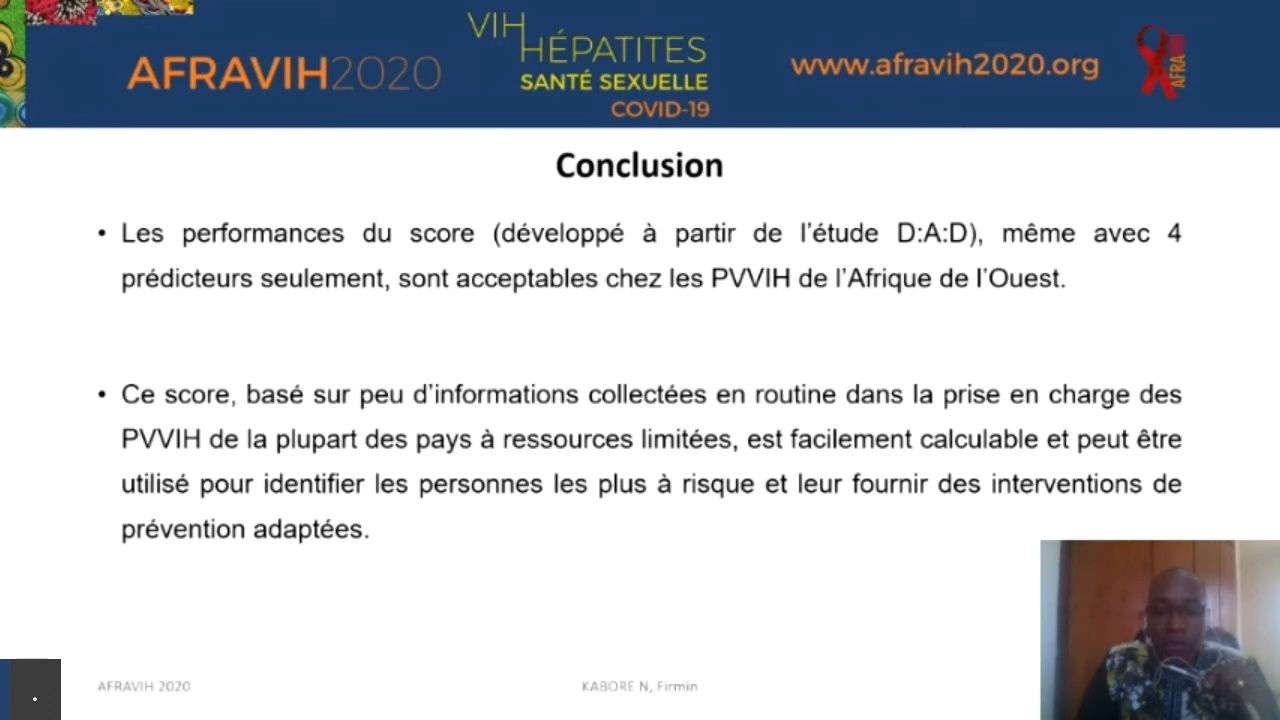 VIH
HÉPATITES
AFRAVIH2020
SANTÉ SEXUELLE
COVID-19
www.afravih2020.org
AFRA
Conclusion
• Les performances du score (développé à partir de l’étude D:A:D), même avec 4
prédicteurs seulement, sont acceptables chez les PVVIH de l’Afrique de l’Ouest.
• Ce score, basé sur peu d’informations collectées en routine dans la prise en charge des
PVVIH de la plupart des pays à ressources limitées, est facilement calculable et peut être
utilisé pour identifier les personnes les plus à risque et leur fournir des interventions de
prévention adaptées.
AFRAVIH 2020
KABORE N, Firmin